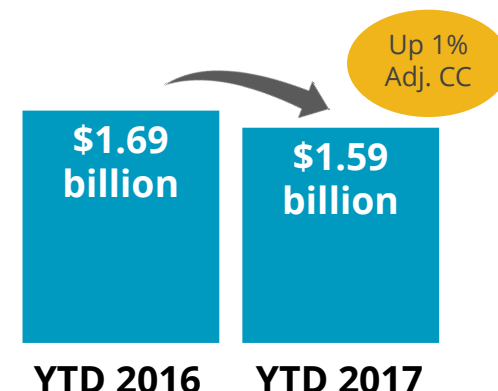 Up 1%
Adj. CC
$1.69
billion
$1.59
billion
YTD 2016
YTD 2017